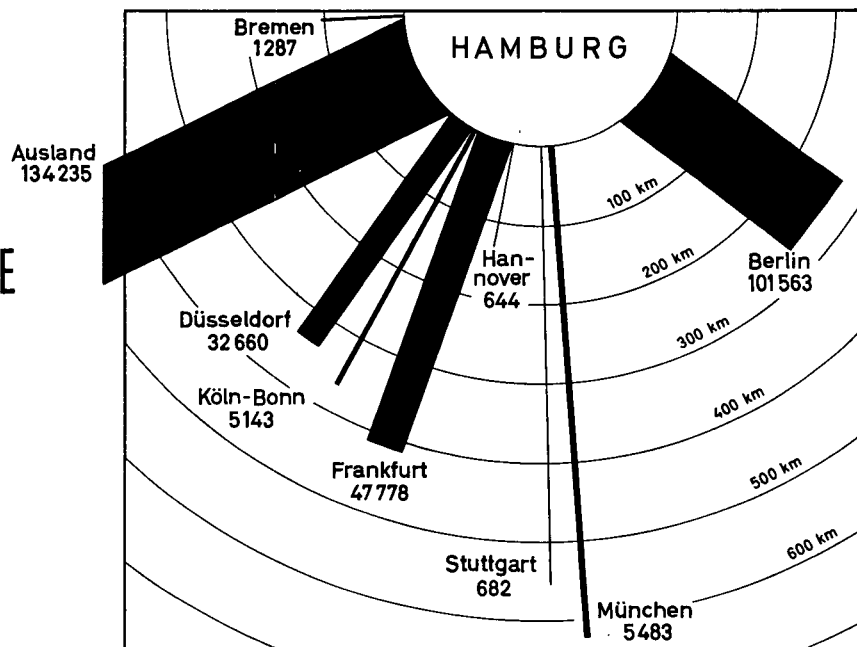 Bremen
1287
HAMBURG
Ausland
134235
E
100 km
200 km
300 km
400 km
500 km
600 km
Han-
nover
644
Berlin
101563
Düsseldorf
32660
Köln-Bonn
5143
Frankfurt
47778
Stuttgart
682
München
5483